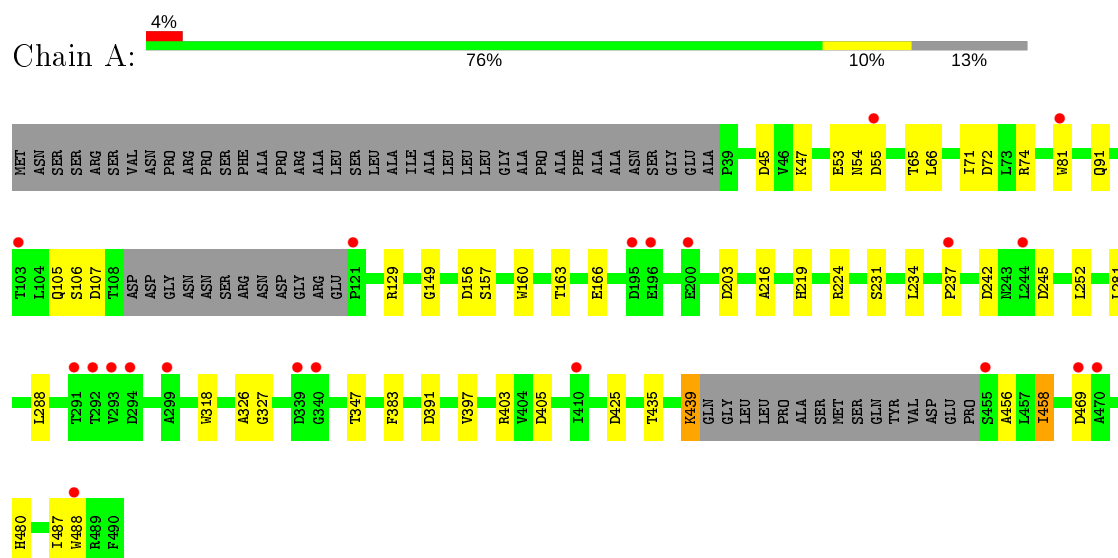 4%
Chain A:
76% 10% 13%
MET ASN SER SER ARG SER VAL ASN PRO ARG PRO SER PHE ALA PRO ARG ALA LEU SER LEU ALA ILE ALA LEU LEU LEU GLY ALA PRO ALA PHE ALA ALA ASN SER GLY GLU ALA P39 D45 V46 K47 E53 N54 D55 T65 L66 I71 D72 L73 R74 W81 Q91
T103 L104 Q105 S106 D107 T108 ASP ASP GLY ASN ASN SER ARG ASN ASP GLY ARG GLU P121 R129 G149 D156 S157 W160 T163 E166 D195 E196 E200 D203 A216 H219 R224 S231 L234 P237 D242 N243 L244 D245 L252
L288 T291 T292 V293 D294 A299 W318 A326 G327 D339 G340 T347 F383 D391 V397 R403 V404 D405 I410 D425 T435 K439 GLN GLY LEU LEU PRO ALA SER MET SER GLN TYR VAL ASP GLU PRO S455 A456 L457 I458 D469 A470
H480 I487 W488 R489 F490